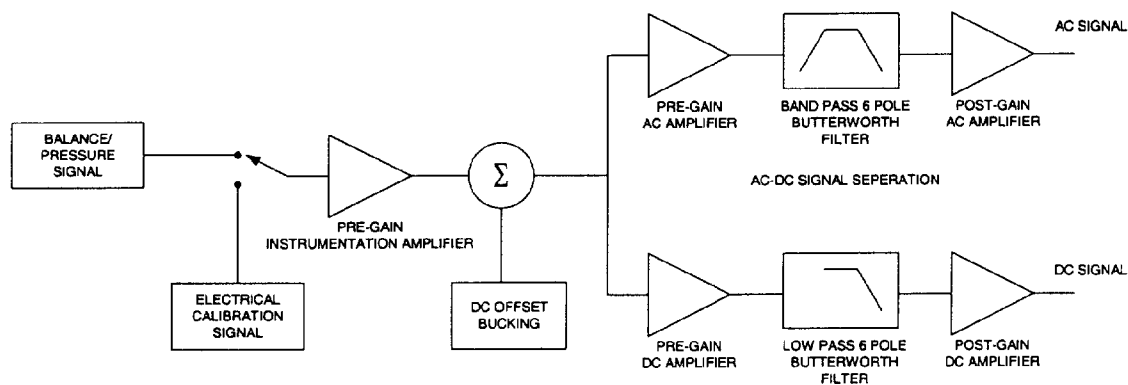 BALANCE/
PRESSURE
SIGNAL
ELECTRICAL
CALIBRATION
SIGNAL
PRE-GAIN
INSTRUMENTATION AMPLIFIER
Σ
DC OFFSET
BUCKING
PRE-GAIN
AC AMPLIFIER
BAND PASS 6 POLE
BUTTERWORTH
FILTER
POST-GAIN
AC AMPLIFIER
AC SIGNAL
AC-DC SIGNAL SEPERATION
PRE-GAIN
DC AMPLIFIER
LOW PASS 6 POLE
BUTTERWORTH
FILTER
POST-GAIN
DC AMPLIFIER
DC SIGNAL